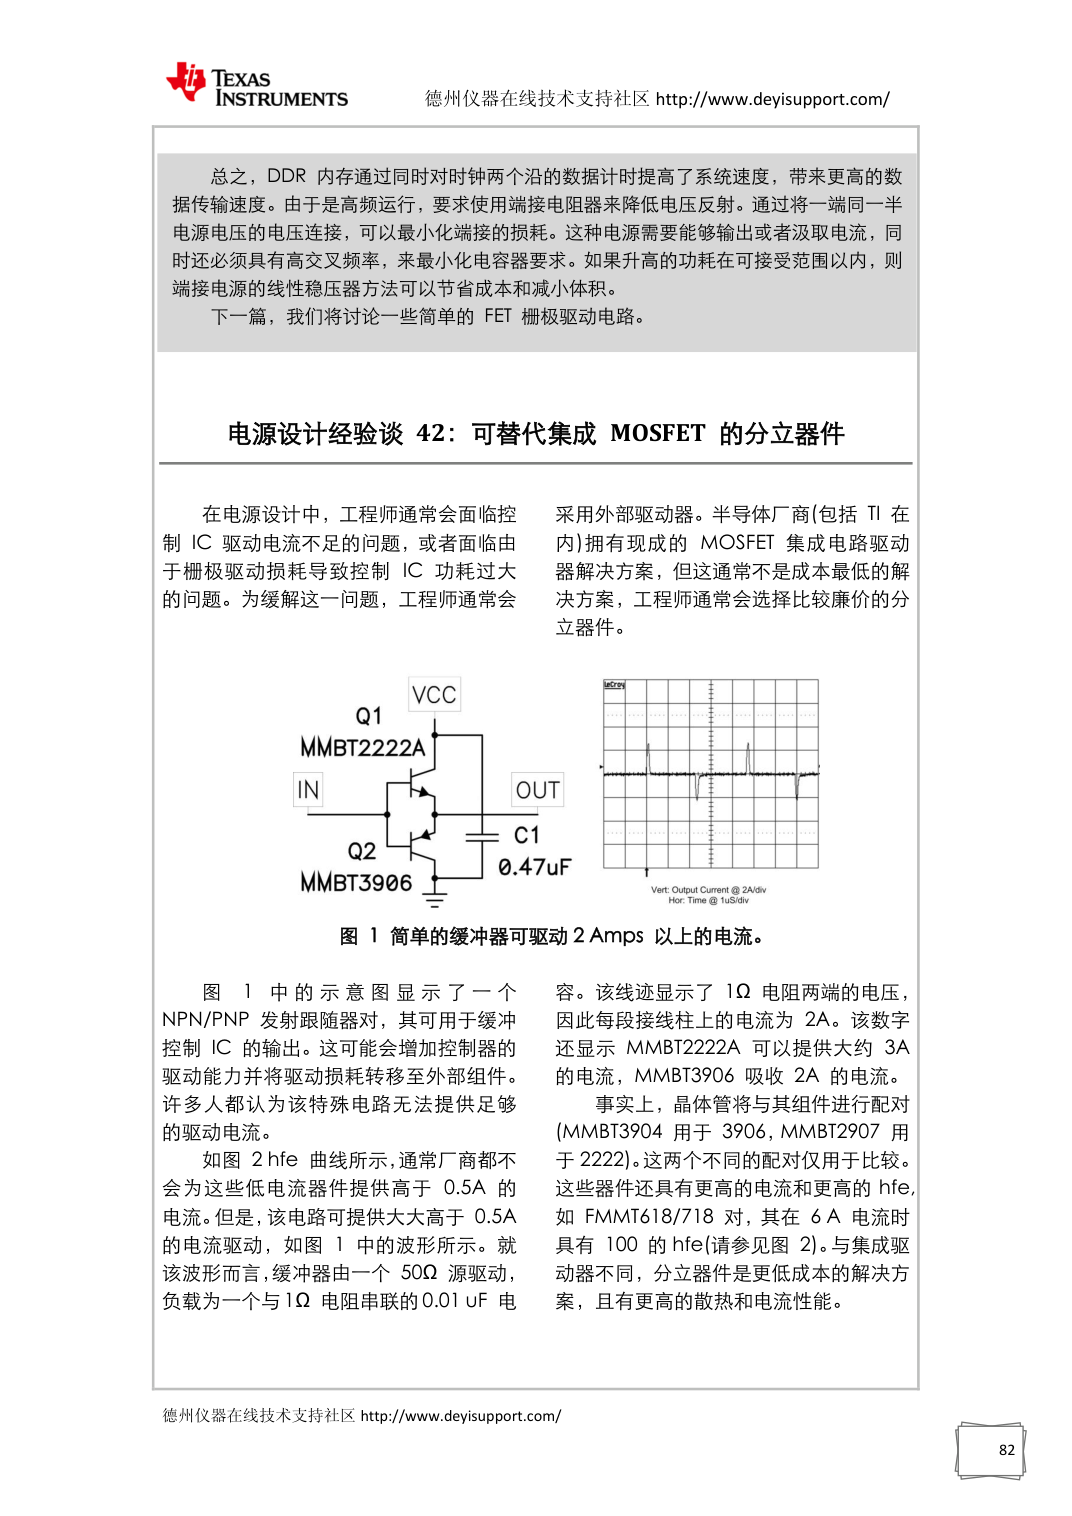 TEXAS
INSTRUMENTS
德州仪器在线技术支持社区 http://www.deyisupport.com/
总之，DDR 内存通过同时对时钟两个沿的数据计时提高了系统速度，带来更高的数
据传输速度。由于是高频运行，要求使用端接电阻器来降低电压反射。通过将一端同一半
电源电压的电压连接，可以最小化端接的损耗。这种电源需要能够输出或者汲取电流，同
时还必须具有高交叉频率，来最小化电容器要求。如果升高的功耗在可接受范围以内，则
端接电源的线性稳压器方法可以节省成本和减小体积。
下一篇，我们将讨论一些简单的 FET 栅极驱动电路。
电源设计经验谈 42：可替代集成 MOSFET 的分立器件
在电源设计中，工程师通常会面临控
制 IC 驱动电流不足的问题，或者面临由
于栅极驱动损耗导致控制 IC 功耗过大
的问题。为缓解这一问题，工程师通常会
采用外部驱动器。半导体厂商(包括 TI 在
内)拥有现成的 MOSFET 集成电路驱动
器解决方案，但这通常不是成本最低的解
决方案，工程师通常会选择比较廉价的分
立器件。
VCC
Q1
MMBT2222A
IN
OUT
Q2
C1
0.47uF
MMBT3906
LeCroy
Vert: Output Current @ 2A/div
Hor: Time @ 1uS/div
图 1 简单的缓冲器可驱动 2 Amps 以上的电流。
图 1 中的示意图显示了一个
NPN/PNP 发射跟随器对，其可用于缓冲
控制 IC 的输出。这可能会增加控制器的
驱动能力并将驱动损耗转移至外部组件。
许多人都认为该特殊电路无法提供足够
的驱动电流。
如图 2 hfe 曲线所示，通常厂商都不
会为这些低电流器件提供高于 0.5A 的
电流。但是，该电路可提供大大高于 0.5A
的电流驱动，如图 1 中的波形所示。就
该波形而言，缓冲器由一个 50Ω 源驱动，
负载为一个与 1Ω 电阻串联的 0.01 uF 电
容。该线迹显示了 1Ω 电阻两端的电压，
因此每段接线柱上的电流为 2A。该数字
还显示 MMBT2222A 可以提供大约 3A
的电流，MMBT3906 吸收 2A 的电流。
事实上，晶体管将与其组件进行配对
(MMBT3904 用于 3906，MMBT2907 用
于 2222)。这两个不同的配对仅用于比较。
这些器件还具有更高的电流和更高的 hfe,
如 FMMT618/718 对，其在 6 A 电流时
具有 100 的 hfe(请参见图 2)。与集成驱
动器不同，分立器件是更低成本的解决方
案，且有更高的散热和电流性能。
德州仪器在线技术支持社区 http://www.deyisupport.com/
82